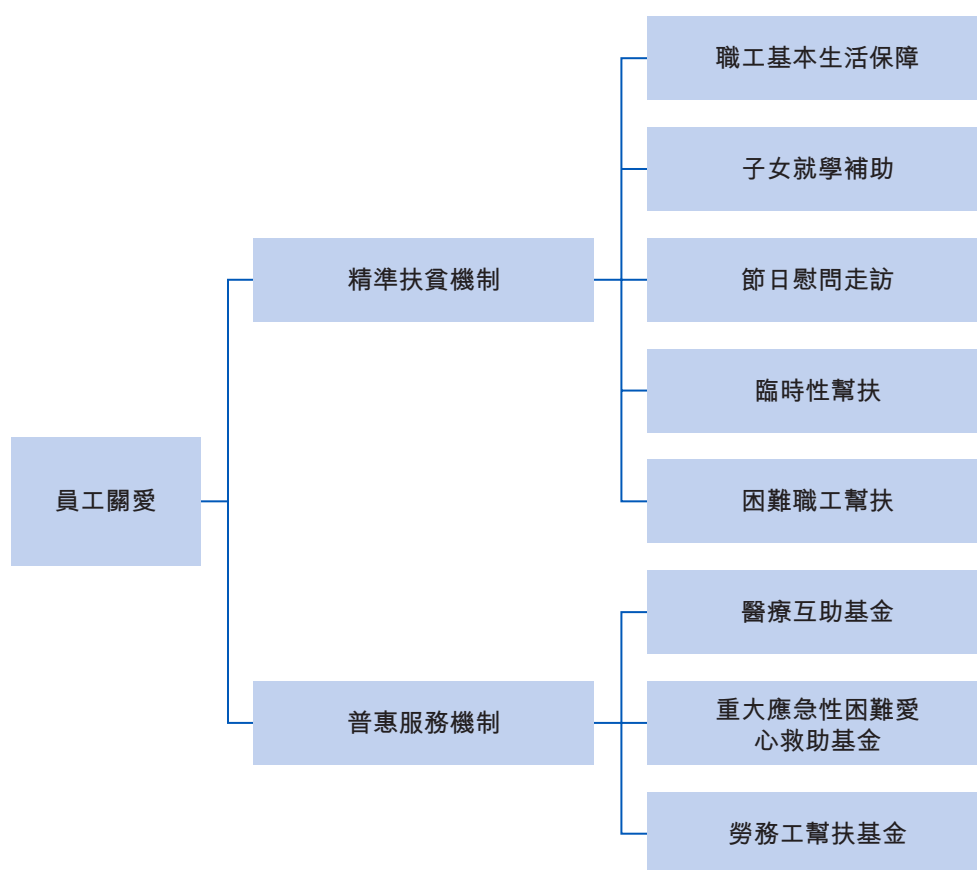 員工關愛
精準扶貧機制
職工基本生活保障
子女就學補助
節日慰問走訪
臨時性幫扶
困難職工幫扶
普惠服務機制
醫療互助基金
重大應急性困難愛
心救助基金
勞務工幫扶基金